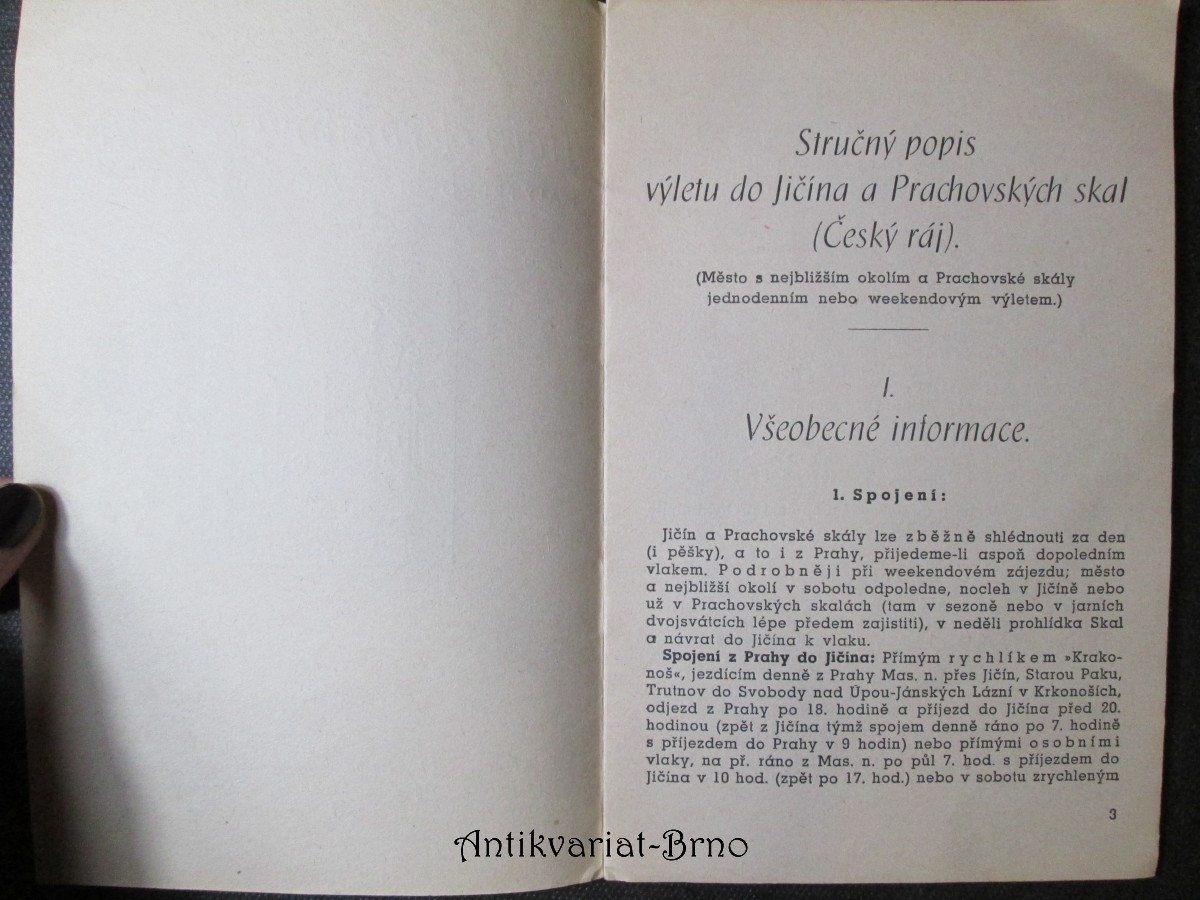 Stručný popis
výletu do Jičína a Prachovských skal
(Český ráj).
(Město s nejbližším okolím a Prachovské skály
jednodenním nebo weekendovým výletem.)
I.
Všeobecné informace.
1. Spojení:
Jičín a Prachovské skály lze zběžně shlédnouti za den
(i pěšky), a to i z Prahy, přijedeme-li aspoň dopoledním
vlakem. Podrobněji při weekendovém zájezdu; město
a nejbližší okolí v sobotu odpoledne, nocleh v Jičíně nebo
už v Prachovských skalách (tam v sezoně nebo v jarních
dvojsvátcích lépe předem zajistiti), v neděli prohlídka Skal
a návrat do Jičína k vlaku.
Spojení z Prahy do Jičína: Přímým rychlíkem »Krako-
noš«, jezdícím denně z Prahy Mas. n. přes Jičín, Starou Paku,
Trutnov do Svobody nad Úpou-Jánských Lázní v Krkonoších,
odjezd z Prahy po 18. hodině a příjezd do Jičína před 20.
hodinou (zpět z Jičína týmž spojem denně ráno po 7. hodině
s příjezdem do Prahy v 9 hodin) nebo přímými osobními
vlaky, na př. ráno z Mas. n. po půl 7. hod. s příjezdem do
Jičína v 10 hod. (zpět po 17. hod.) nebo v sobotu zrychleným
3
Antikvariat-Brno